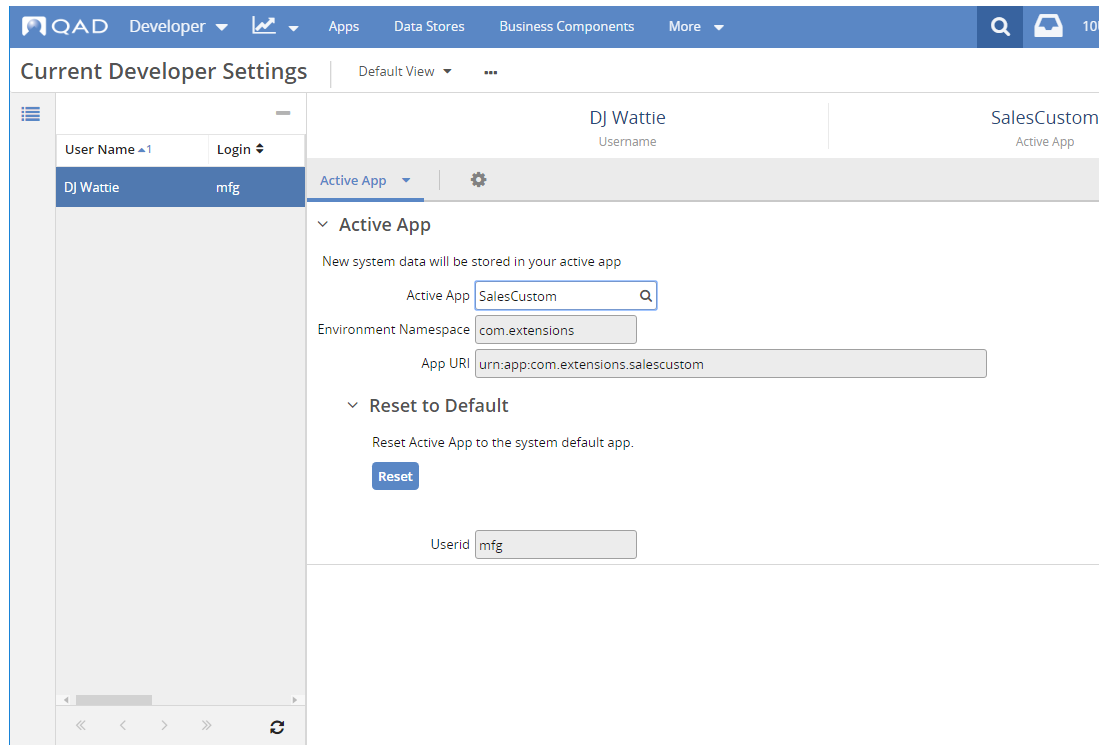 QAD Developer Apps Data Stores Business Components More 10
Current Developer Settings Default View ...
DJ Wattie SalesCustom
Username Active App
User Name 1 Login
DJ Wattie mfg
Active App
Active App
New system data will be stored in your active app
Active App SalesCustom
Environment Namespace com.extensions
App URI urn:app:com.extensions.salescustom
Reset to Default
Reset Active App to the system default app.
Reset
Userid mfg